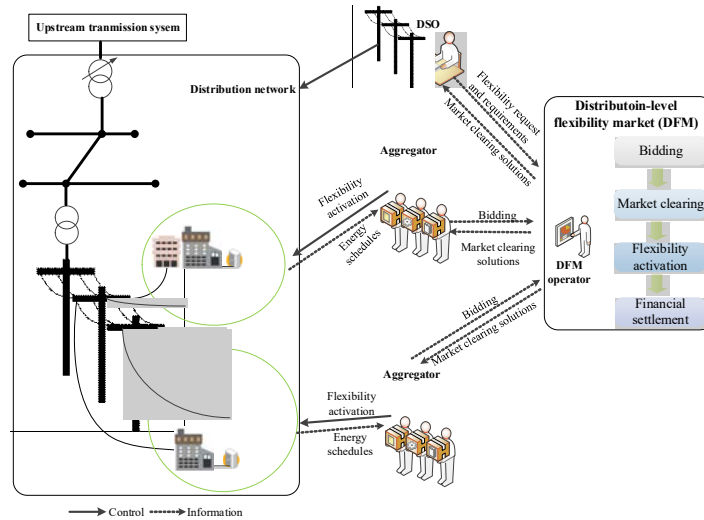 Upstream tranmission sysem
DSO
Distribution network
Flexibility request
and requirements
Market clearing solutions
Distributoin-level
flexibility market (DFM)
Bidding
Market clearing
Flexibility
activation
Financial
settlement
DFM
operator
Aggregator
Flexibility
activation
Energy
schedules
Bidding
Market clearing
solutions
Bidding
Market clearing solutions
Aggregator
Flexibility
activation
Energy
schedules
Control
Information